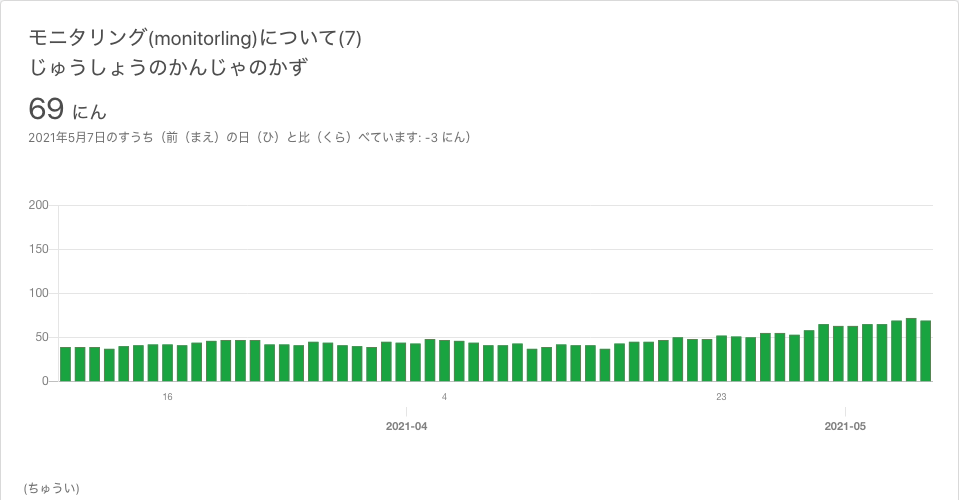 モニタリング(monitorling)について(7)
じゅうしょうのかんじゃのかず
69 にん
2021年5月7日のすうち（前（まえ）の日（ひ）と比（くら）べています: -3 にん）
200
150
100
50
0
16 4 23
2021-04 2021-05
(ちゅうい)